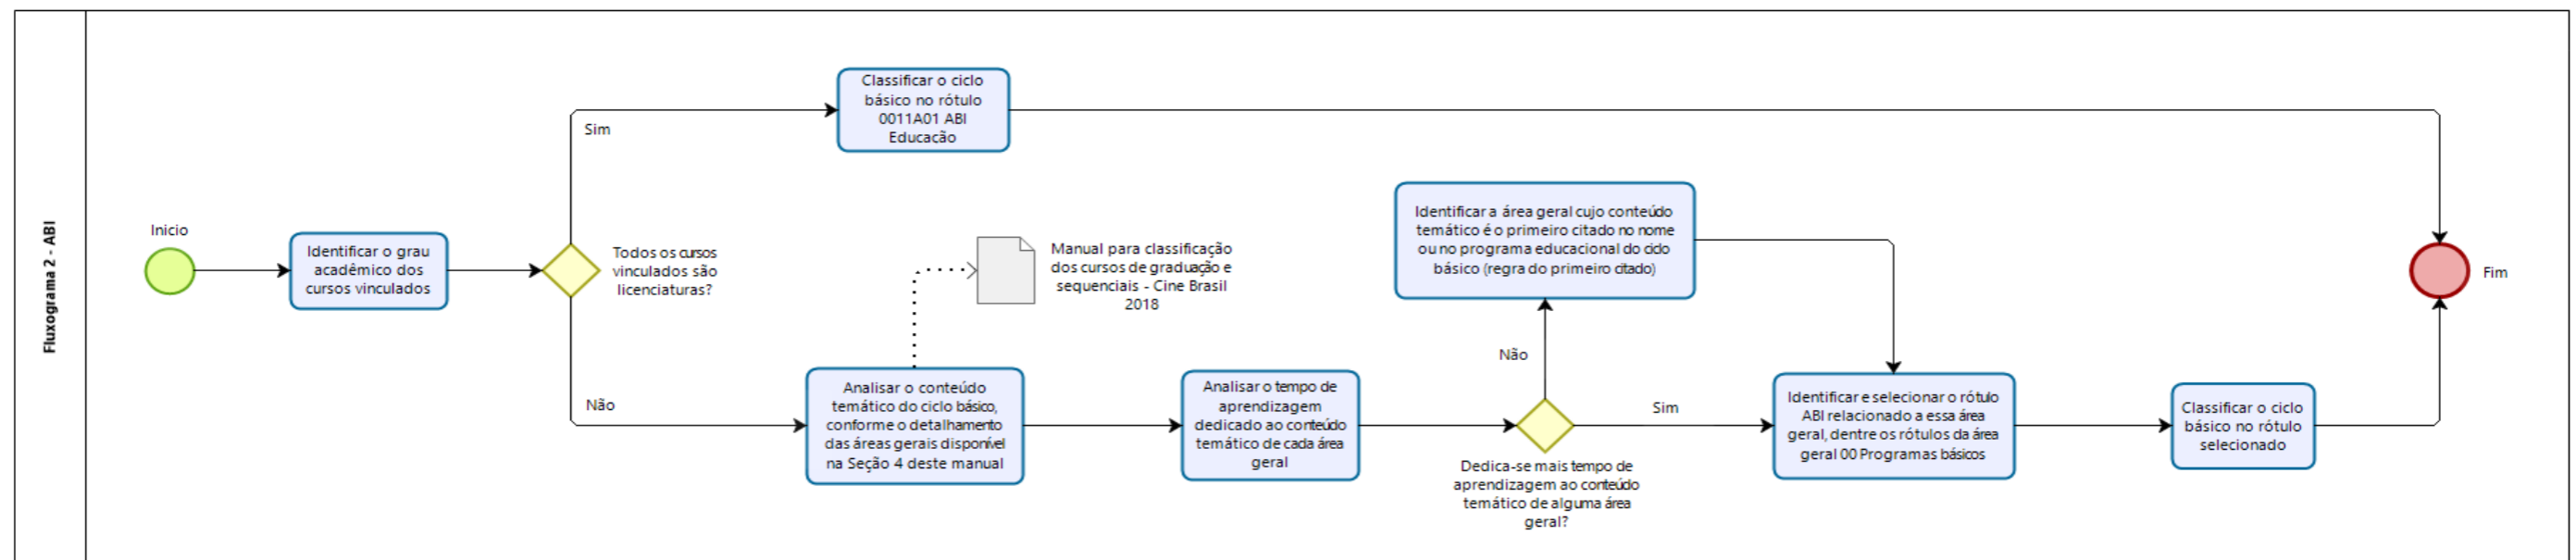 Fluxograma 2 - ABI
Inicio
Identificar o grau
acadêmico dos
cursos vinculados
Todos os cursos
vinculados são
licenciaturas?
Sim
Classificar o ciclo
básico no rótulo
0011A01 ABI
Educação
Não
Analisar o conteúdo
temático do ciclo básico,
conforme o detalhamento
das áreas gerais disponível
na Seção 4 deste manual
Manual para classificação
dos cursos de graduação e
sequenciais - Cine Brasil
2018
Analisar o tempo de
aprendizagem
dedicado ao conteúdo
temático de cada área
geral
Dedica-se mais tempo de
aprendizagem ao conteúdo
temático de alguma área
geral?
Não
Identificar a área geral cujo conteúdo
temático é o primeiro citado no nome
ou no programa educacional do ciclo
básico (regra do primeiro citado)
Sim
Identificar e selecionar o rótulo
ABI relacionado a essa área
geral, dentre os rótulos da área
geral 00 Programas básicos
Classificar o ciclo
básico no rótulo
selecionado
Fim